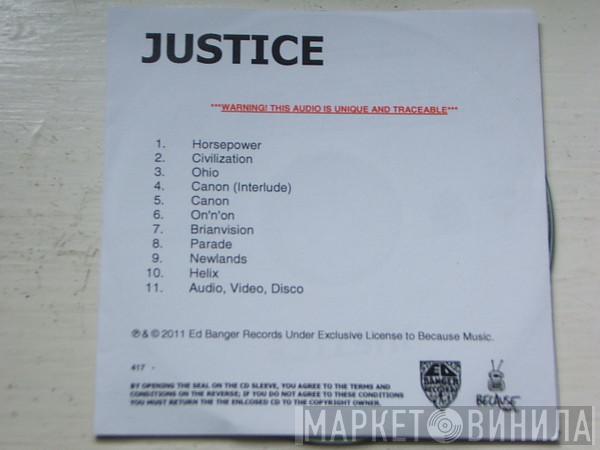 JUSTICE
***WARNING! THIS AUDIO IS UNIQUE AND TRACEABLE***
1. Horsepower
2. Civilization
3. Ohio
4. Canon (Interlude)
5. Canon
6. On'n'on
7. Brianvision
8. Parade
9. Newlands
10. Helix
11. Audio, Video, Disco
℗ & © 2011 Ed Banger Records Under Exclusive License to Because Music.
417 -
BY OPENING THE SEAL ON THE CD SLEEVE, YOU AGREE TO THE TERMS AND
CONDITIONS ON THE REVERSE; IF YOU DO NOT AGREE TO THESE CONDITIONS
YOU MUST RETURN THE THE ENLCOSED CD TO THE COPYRIGHT OWNER.
ED
BANGER
RECORDS
BECAUSE
МАРКЕТ ВИНИЛА